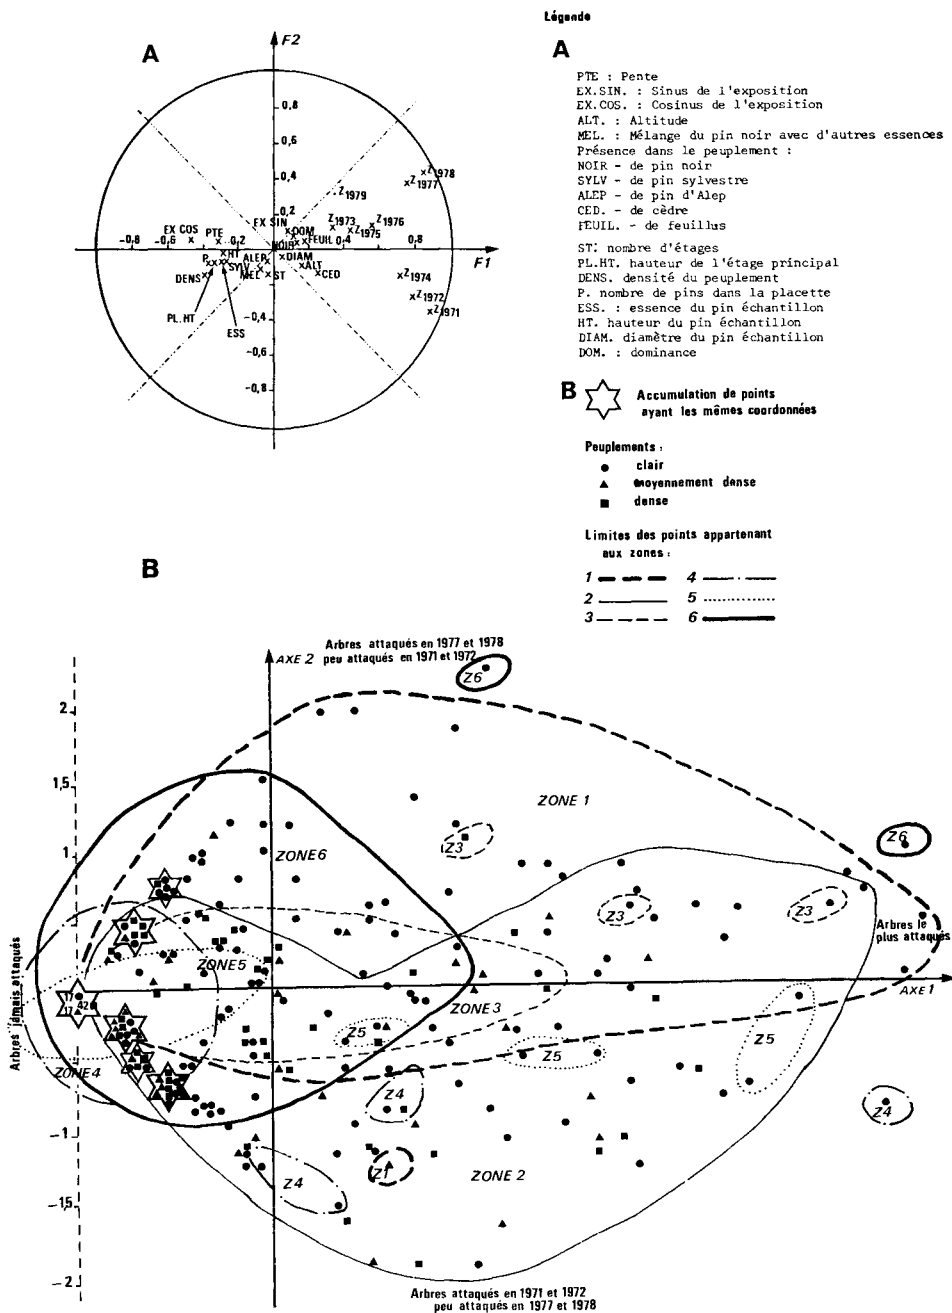 Légende
A
PTE : Pente
EX.SIN. : Sinus de l'exposition
EX.COS. : Cosinus de l'exposition
ALT. : Altitude
MEL. : Mélange du pin noir avec d'autres essences
Présence dans le peuplement :
NOIR - de pin noir
SYLV - de pin sylvestre
ALEP - de pin d'Alep
CED. - de cèdre
FEUIL. - de feuillus
ST: nombre d'étages
PL.HT. hauteur de l'étage principal
DENS. densité du peuplement
P. nombre de pins dans la placette
ESS. : essence du pin échantillon
HT. hauteur du pin échantillon
DIAM. diamètre du pin échantillon
DOM. : dominance
B
Accumulation de points
ayant les mêmes coordonnées
Peuplements :
clair
moyennement dense
dense
Limites des points appartenant
aux zones :
1 4
2 5
3 6
A
F2
0,8
0,6
0,4
0,2
Z1978
Z1977
Z1979
Z1973
Z1976
Z1975
EX SIN
DOM
EX COS
PTE
NOIR
FEUIL
-0,8 -0,6 0,2 0,4 0,8
F1
HT
ALEP
DIAM
P
SYLV
ALT
DENS
MEL
ST
CED
Z1974
Z1972
Z1971
PL.HT
ESS
-0,4
-0,6
-0,8
B
Arbres attaqués en 1977 et 1978
peu attaqués en 1971 et 1972
AXE 2
Z6
2
1,5
ZONE 1
1
ZONE 6
Z3
Z6
Z3
Z3
Arbres le
plus attaqués
Arbres jamais attaqués
ZONE 5
AXE 1
17
42
17
ZONE 3
Z5
Z5
Z5
ZONE 4
Z4
Z4
-1
Z1
Z4
ZONE 2
-1,5
-2
Arbres attaqués en 1971 et 1972
peu attaqués en 1977 et 1978